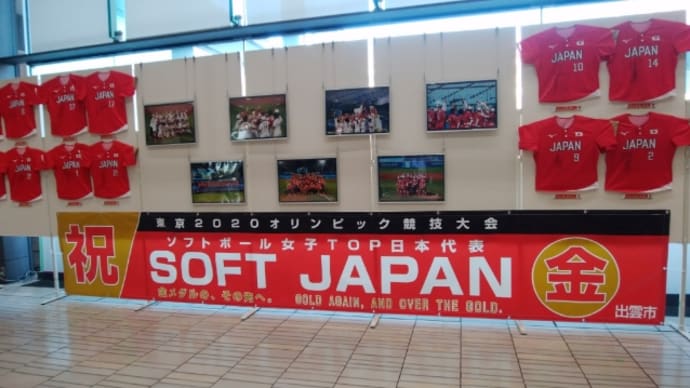 JAPAN
JAPAN
JAPAN
JAPAN
10
JAPAN
14
JAPAN
JAPAN
JAPAN
JAPAN
9
JAPAN
2
東京2020オリンピック競技大会
祝
ソフトボール女子TOP日本代表
SOFT JAPAN
金
金メダルの、その先へ。 GOLD AGAIN, AND OVER THE GOLD.
出雲市